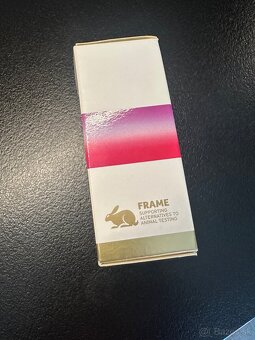 FRAME
SUPPORTING
ALTERNATIVES TO
ANIMAL TESTING